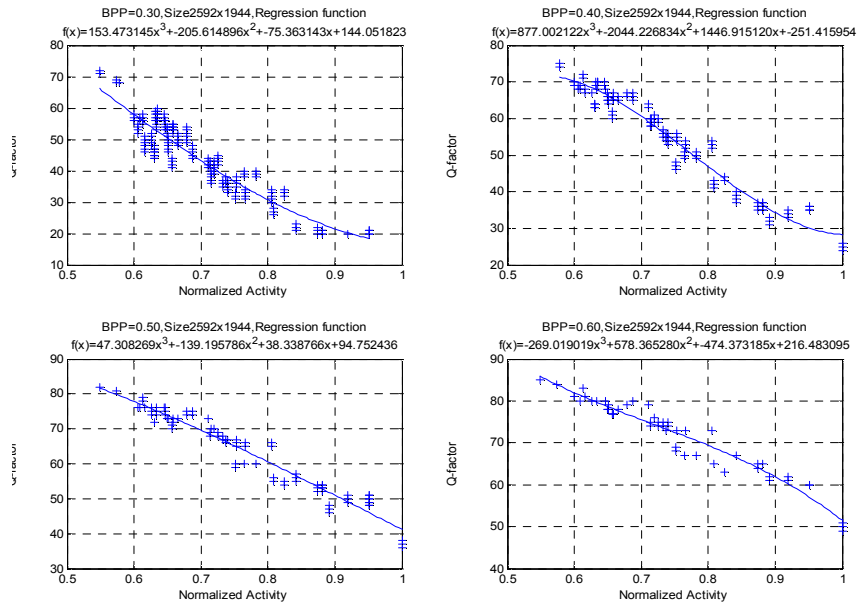 BPP=0.30,Size2592x1944,Regression function
f(x)=153.473145x³+-205.614896x²+-75.363143x+144.051823
80
70
60
50
40
30
20
10
Q-factor
0.5 0.6 0.7 0.8 0.9 1
Normalized Activity
BPP=0.40,Size2592x1944,Regression function
f(x)=877.002122x³+-2044.226834x²+1446.915120x+-251.415954
80
70
60
50
40
30
20
Q-factor
0.5 0.6 0.7 0.8 0.9 1
Normalized Activity
BPP=0.50,Size2592x1944,Regression function
f(x)=47.308269x³+-139.195786x²+38.338766x+94.752436
90
80
70
60
50
40
30
Q-factor
0.5 0.6 0.7 0.8 0.9 1
Normalized Activity
BPP=0.60,Size2592x1944,Regression function
f(x)=-269.019019x³+578.365280x²+-474.373185x+216.483095
90
80
70
60
50
40
Q-factor
0.5 0.6 0.7 0.8 0.9 1
Normalized Activity